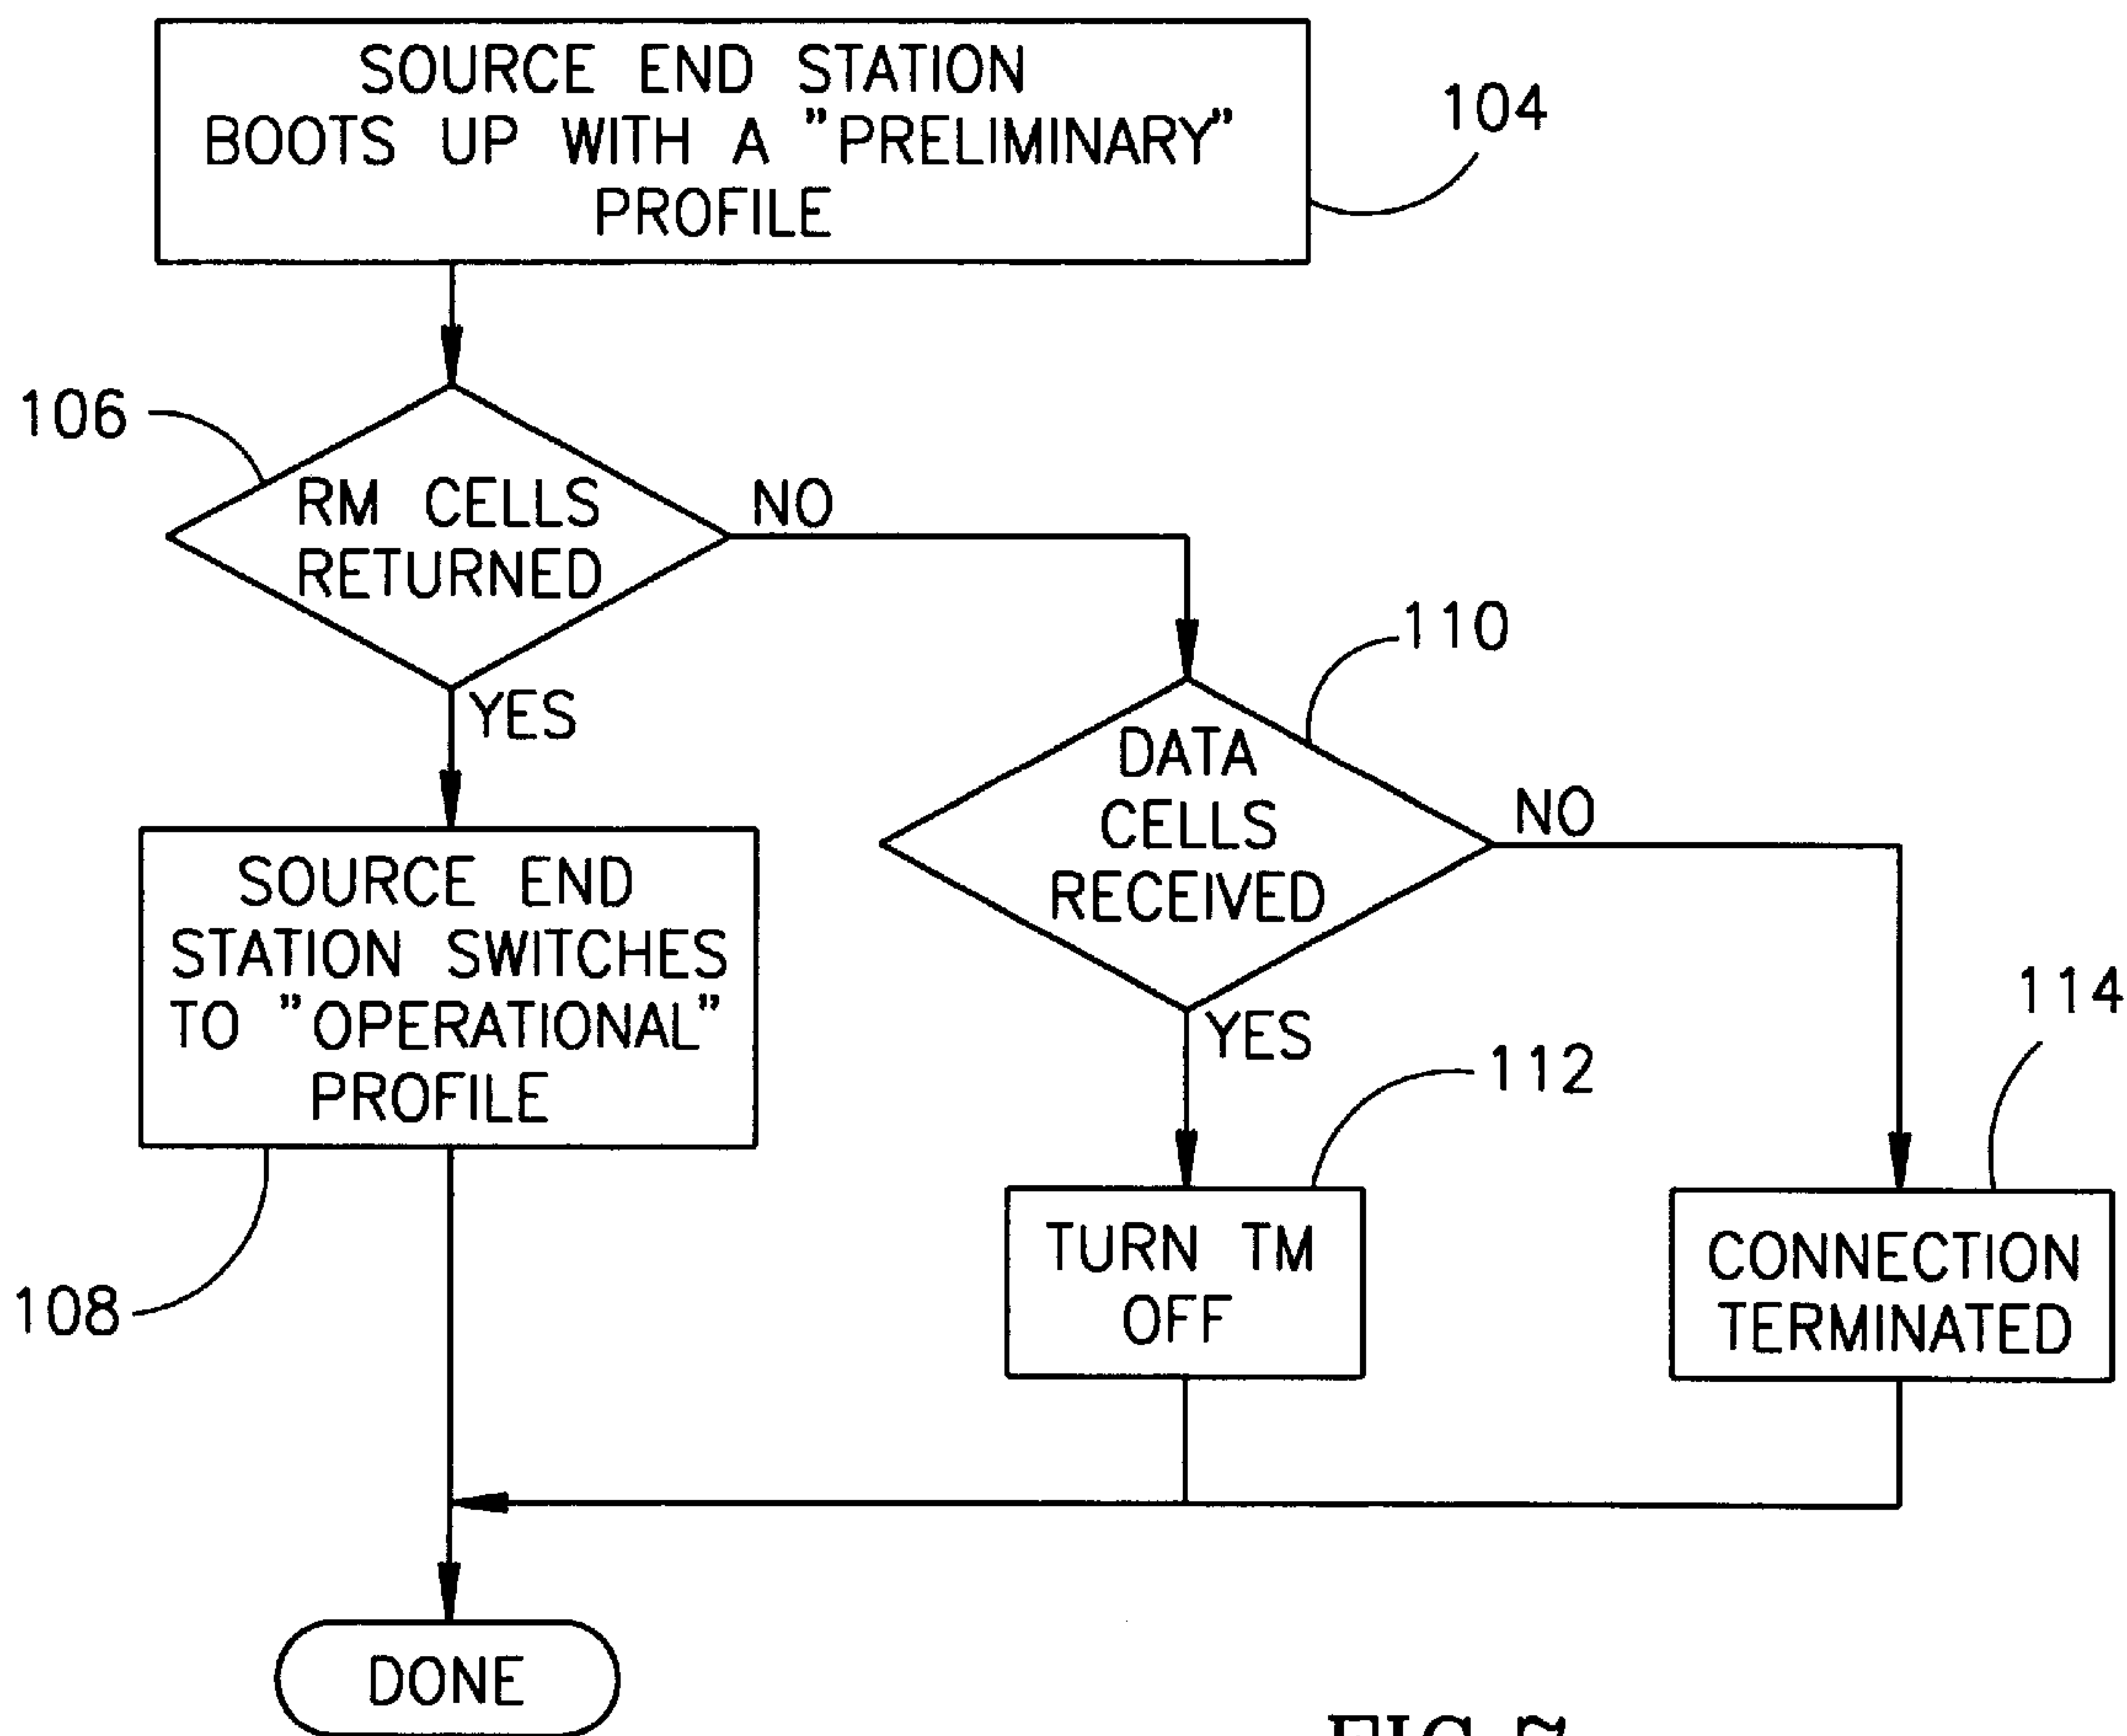 SOURCE END STATION
BOOTS UP WITH A "PRELIMINARY"
PROFILE
104
106
RM CELLS
RETURNED
NO
YES
110
DATA
CELLS
RECEIVED
NO
YES
SOURCE END
STATION SWITCHES
TO "OPERATIONAL"
PROFILE
108
112
TURN TM
OFF
114
CONNECTION
TERMINATED
DONE